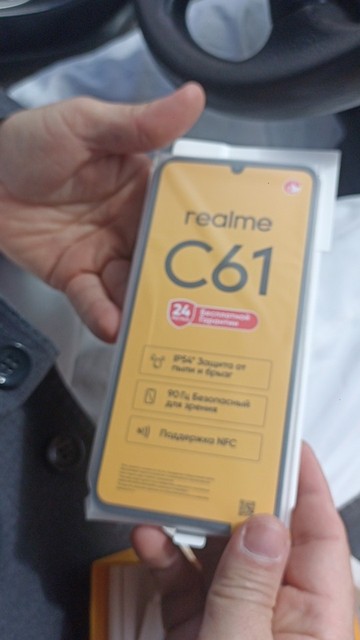 realme
C61
24
Бесплатной
Гарантии
IP54* Защита от
пыли и брызг
90 Гц Безопасный
для зрения
Поддержка NFC